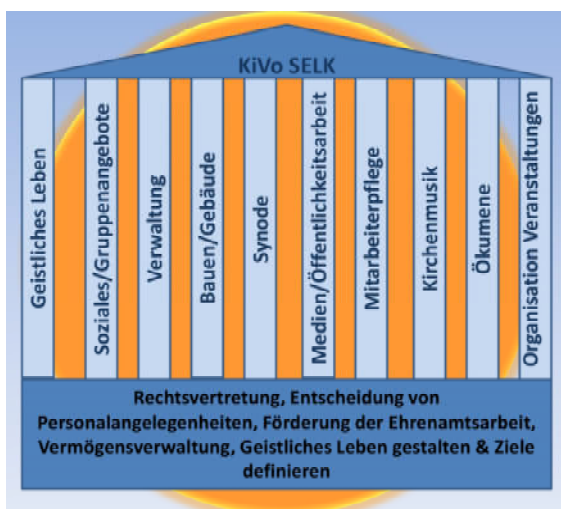 KiVo SELK
Geistliches Leben
Soziales/Gruppenangebote
Verwaltung
Bauen/Gebäude
Synode
Medien/Öffentlichkeitsarbeit
Mitarbeiterpflege
Kirchenmusik
Ökumene
Organisation Veranstaltungen
Rechtsvertretung, Entscheidung von
Personalangelegenheiten, Förderung der Ehrenamtsarbeit,
Vermögensverwaltung, Geistliches Leben gestalten & Ziele
definieren